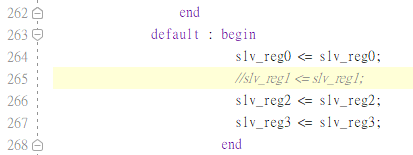 262 end
263 default : begin
264 slv_reg0 <= slv_reg0;
265 //slv_reg1 <= slv_reg1;
266 slv_reg2 <= slv_reg2;
267 slv_reg3 <= slv_reg3;
268 end